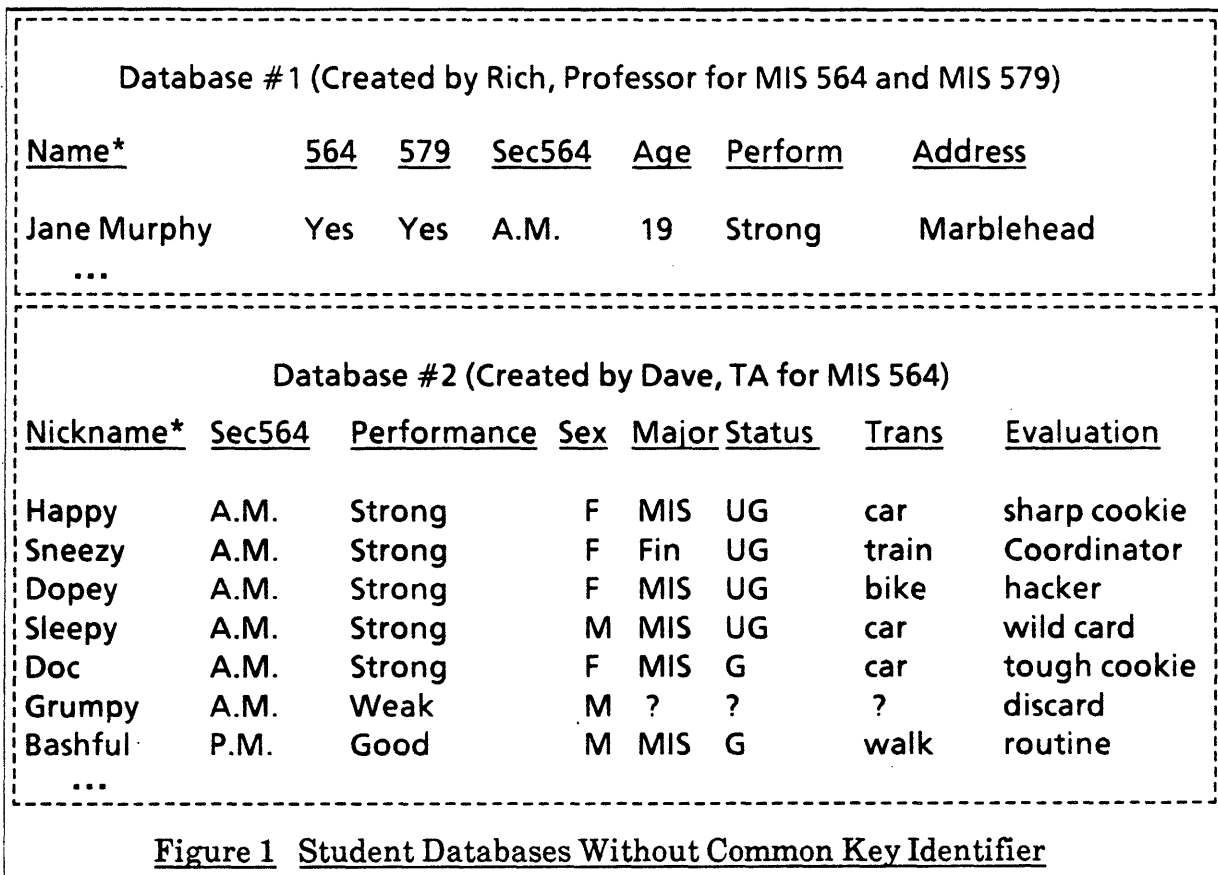 Database #1 (Created by Rich, Professor for MIS 564 and MIS 579)
Name* 564 579 Sec564 Age Perform Address
Jane Murphy Yes Yes A.M. 19 Strong Marblehead
...
Database #2 (Created by Dave, TA for MIS 564)
Nickname* Sec564 Performance Sex Major Status Trans Evaluation
Happy A.M. Strong F MIS UG car sharp cookie
Sneezy A.M. Strong F Fin UG train Coordinator
Dopey A.M. Strong F MIS UG bike hacker
Sleepy A.M. Strong M MIS UG car wild card
Doc A.M. Strong F MIS G car tough cookie
Grumpy A.M. Weak M ? ? ? discard
Bashful P.M. Good M MIS G walk routine
...
Figure 1 Student Databases Without Common Key Identifier